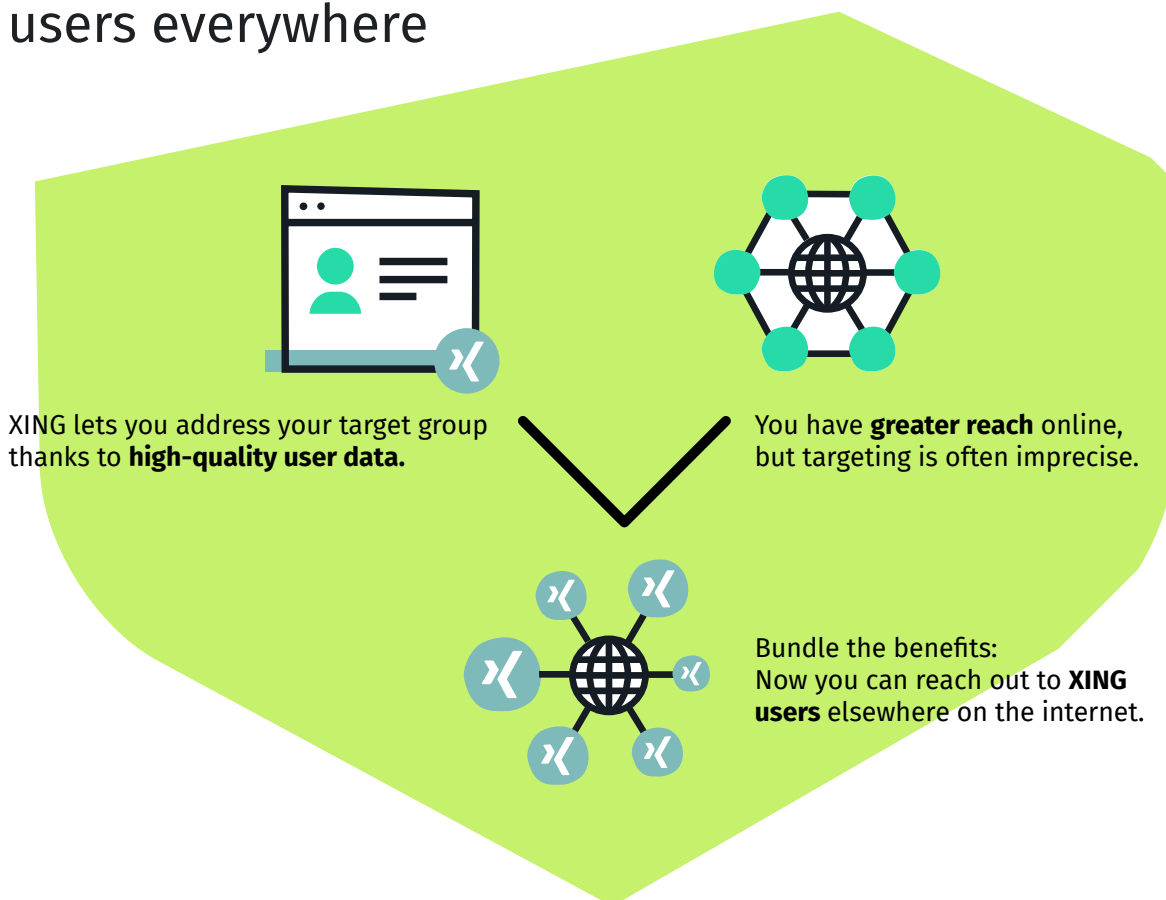 users everywhere
XING lets you address your target group
thanks to high-quality user data.
You have greater reach online,
but targeting is often imprecise.
Bundle the benefits:
Now you can reach out to XING
users elsewhere on the internet.